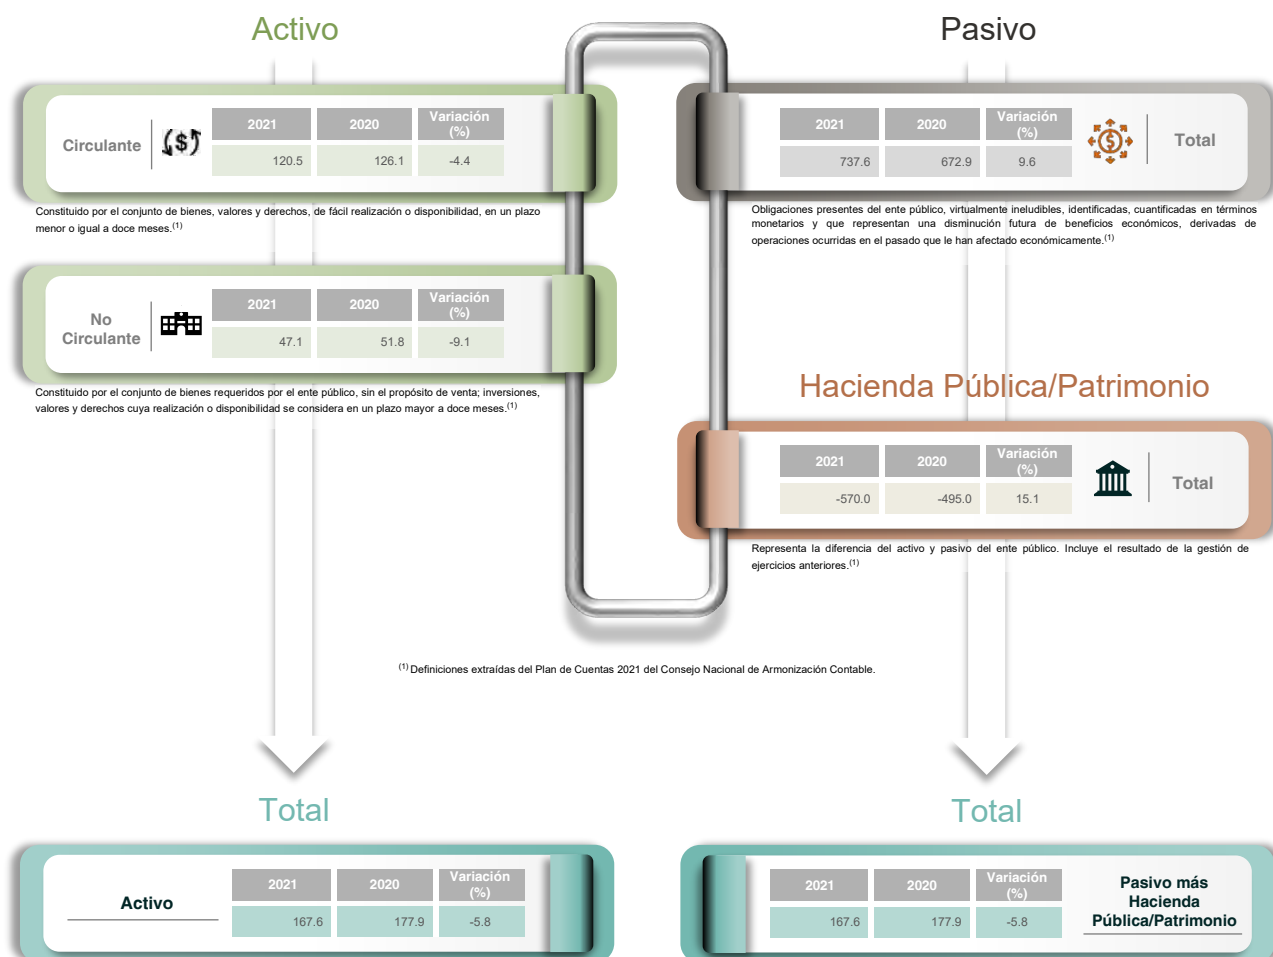 Activo
Circulante
2021 2020 Variación
(%)
120.5 126.1 -4.4
Constituido por el conjunto de bienes, valores y derechos, de fácil realización o disponibilidad, en un plazo
menor o igual a doce meses.(1)
No
Circulante
2021 2020 Variación
(%)
47.1 51.8 -9.1
Constituido por el conjunto de bienes requeridos por el ente público, sin el propósito de venta; inversiones,
valores y derechos cuya realización o disponibilidad se considera en un plazo mayor a doce meses.(1)
Pasivo
2021 2020 Variación
(%)
737.6 672.9 9.6
Total
Obligaciones presentes del ente público, virtualmente ineludibles, identificadas, cuantificadas en términos
monetarios y que representan una disminución futura de beneficios económicos, derivadas de
operaciones ocurridas en el pasado que le han afectado económicamente.(1)
Hacienda Pública/Patrimonio
2021 2020 Variación
(%)
-570.0 -495.0 15.1
Total
Representa la diferencia del activo y pasivo del ente público. Incluye el resultado de la gestión de
ejercicios anteriores.(1)
(1) Definiciones extraídas del Plan de Cuentas 2021 del Consejo Nacional de Armonización Contable.
Total
Activo
2021 2020 Variación
(%)
167.6 177.9 -5.8
Total
2021 2020 Variación
(%)
167.6 177.9 -5.8
Pasivo más
Hacienda
Pública/Patrimonio